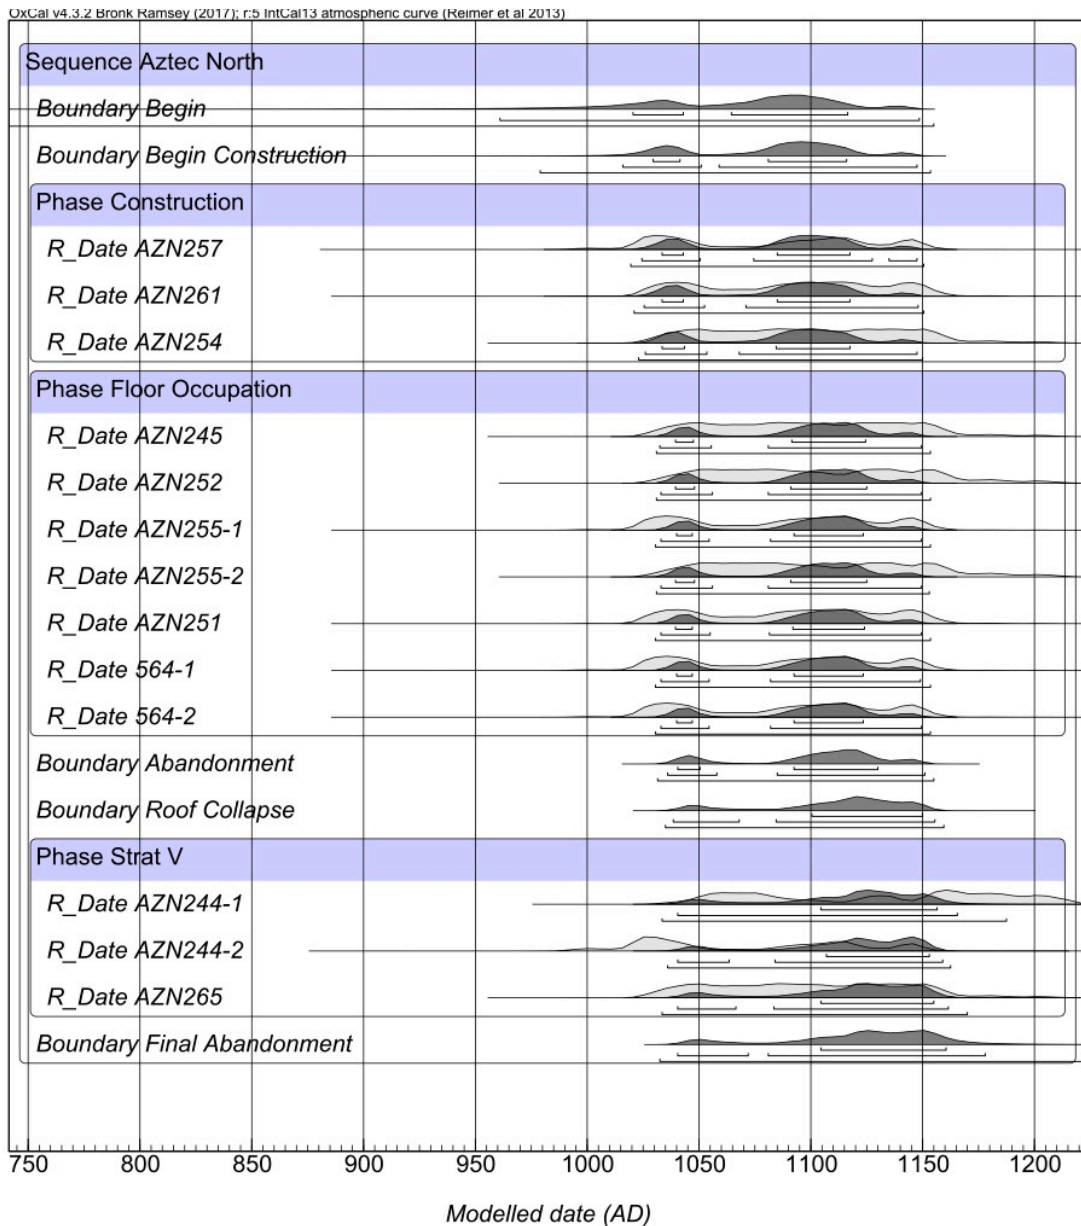 OxCal v4.3.2 Bronk Ramsey (2017); r:5 IntCal13 atmospheric curve (Reimer et al 2013)
Sequence Aztec North
Boundary Begin
Boundary Begin Construction
Phase Construction
R_Date AZN257
R_Date AZN261
R_Date AZN254
Phase Floor Occupation
R_Date AZN245
R_Date AZN252
R_Date AZN255-1
R_Date AZN255-2
R_Date AZN251
R_Date 564-1
R_Date 564-2
Boundary Abandonment
Boundary Roof Collapse
Phase Strat V
R_Date AZN244-1
R_Date AZN244-2
R_Date AZN265
Boundary Final Abandonment
750 800 850 900 950 1000 1050 1100 1150 1200
Modelled date (AD)